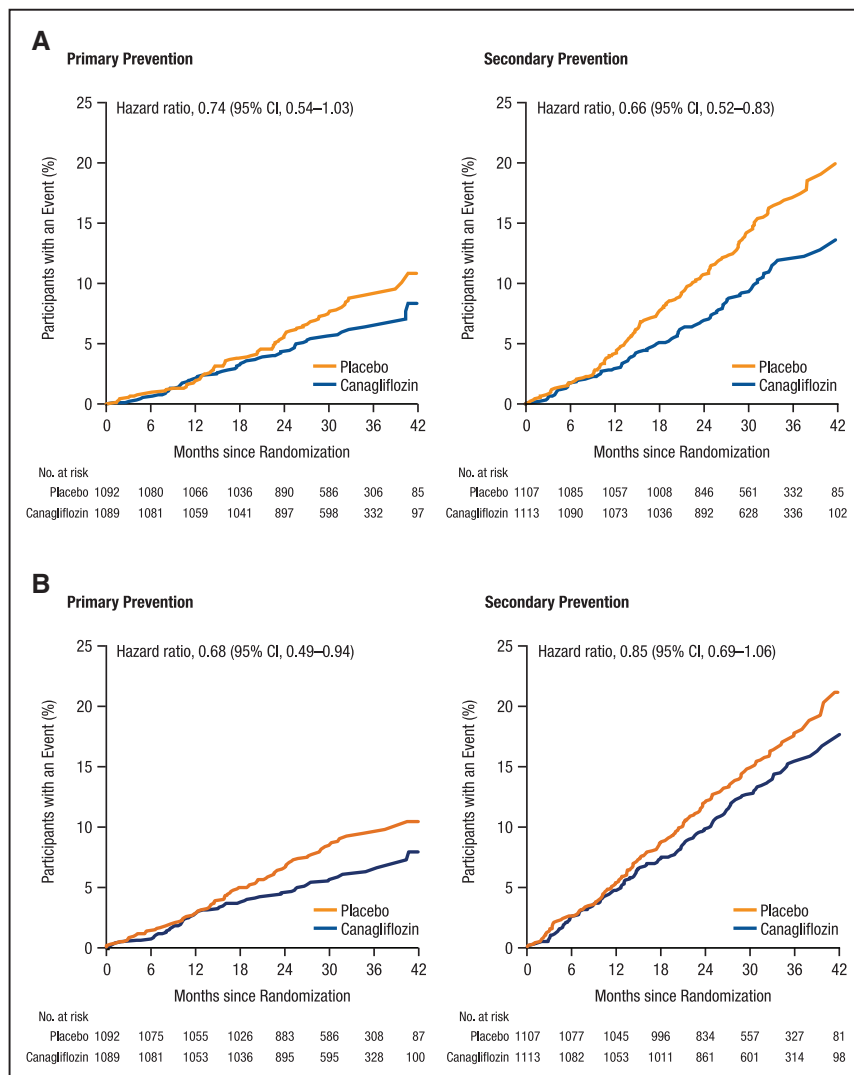 A
Primary Prevention
Hazard ratio, 0.74 (95% CI, 0.54–1.03)
Participants with an Event (%)
25
20
15
10
5
0
Placebo
Canagliflozin
0 6 12 18 24 30 36 42
Months since Randomization
No. at risk
Placebo 1092 1080 1066 1036 890 586 306 85
Canagliflozin 1089 1081 1059 1041 897 598 332 97
Secondary Prevention
Hazard ratio, 0.66 (95% CI, 0.52–0.83)
Participants with an Event (%)
25
20
15
10
5
0
Placebo
Canagliflozin
0 6 12 18 24 30 36 42
Months since Randomization
No. at risk
Placebo 1107 1085 1057 1008 846 561 332 85
Canagliflozin 1113 1090 1073 1036 892 628 336 102
B
Primary Prevention
Hazard ratio, 0.68 (95% CI, 0.49–0.94)
Participants with an Event (%)
25
20
15
10
5
0
Placebo
Canagliflozin
0 6 12 18 24 30 36 42
Months since Randomization
No. at risk
Placebo 1092 1075 1055 1026 883 586 308 87
Canagliflozin 1089 1081 1053 1036 895 595 328 100
Secondary Prevention
Hazard ratio, 0.85 (95% CI, 0.69–1.06)
Participants with an Event (%)
25
20
15
10
5
0
Placebo
Canagliflozin
0 6 12 18 24 30 36 42
Months since Randomization
No. at risk
Placebo 1107 1077 1045 996 834 557 327 81
Canagliflozin 1113 1082 1053 1011 861 601 314 98